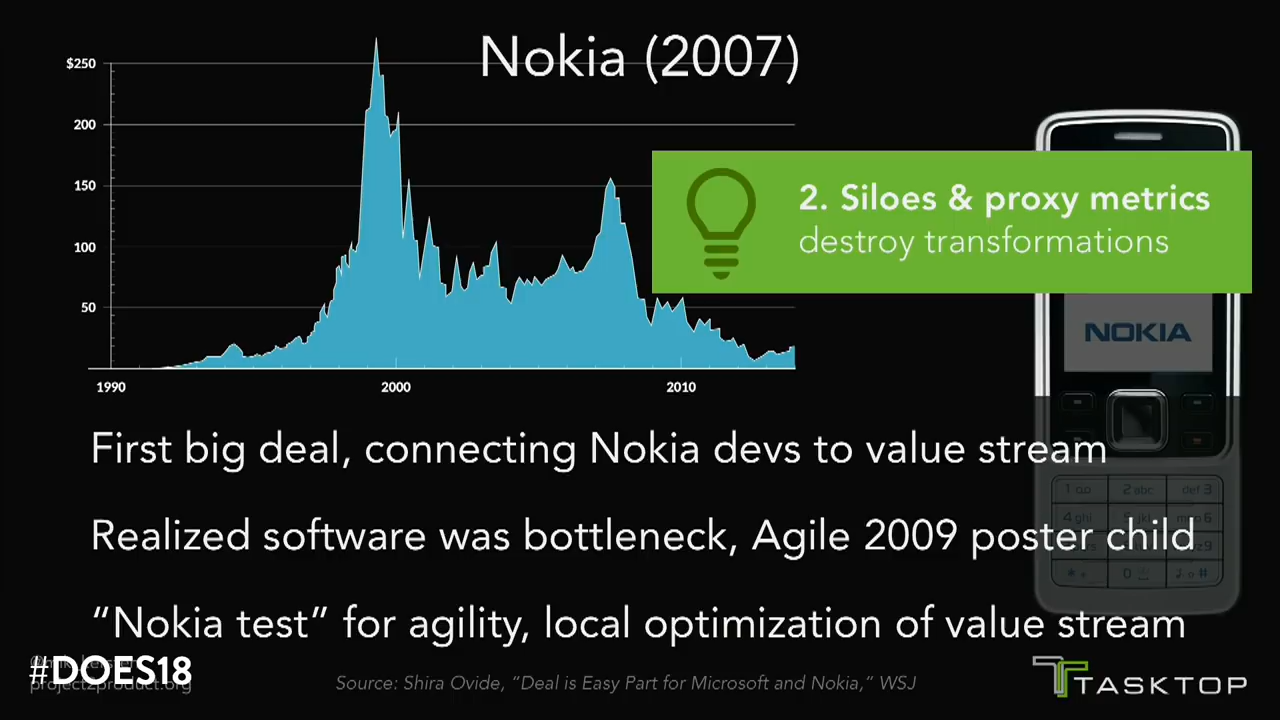 Nokia (2007)
$250
200
150
100
50
1990
2000
2010
2. Siloes & proxy metrics
destroy transformations
NOKIA
First big deal, connecting Nokia devs to value stream
Realized software was bottleneck, Agile 2009 poster child
“Nokia test” for agility, local optimization of value stream
#DOES18
project2product.org
Source: Shira Ovide, “Deal is Easy Part for Microsoft and Nokia,” WSJ
TASKTOP